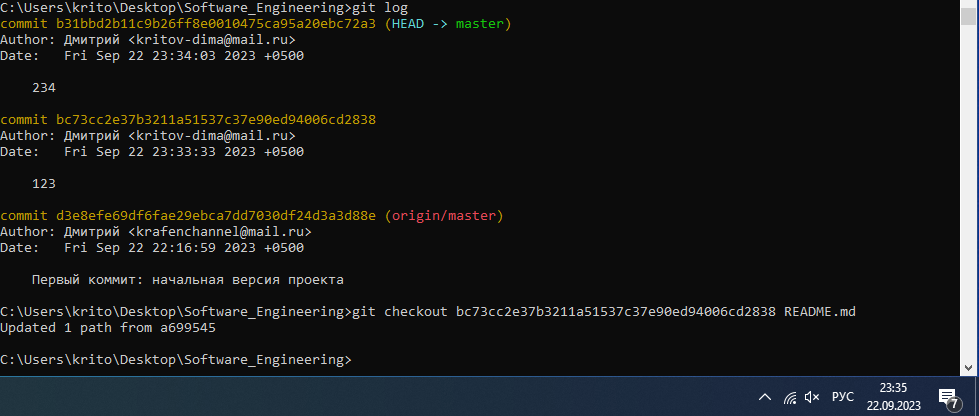 C:\Users\krito\Desktop\Software_Engineering>git log
commit b31bbd2b11c9b26ff8e0010475ca95a20ebc72a3 (HEAD -> master)
Author: Дмитрий <kritov-dima@mail.ru>
Date:   Fri Sep 22 23:34:03 2023 +0500
234
commit bc73cc2e37b3211a51537c37e90ed94006cd2838
Author: Дмитрий <kritov-dima@mail.ru>
Date:   Fri Sep 22 23:33:33 2023 +0500
123
commit d3e8efe69df6fae29ebca7dd7030df24d3a3d88e (origin/master)
Author: Дмитрий <krafenchannel@mail.ru>
Date:   Fri Sep 22 22:16:59 2023 +0500
Первый коммит: начальная версия проекта
C:\Users\krito\Desktop\Software_Engineering>git checkout bc73cc2e37b3211a51537c37e90ed94006cd2838 README.md
Updated 1 path from a699545
C:\Users\krito\Desktop\Software_Engineering>
РУС
23:35
22.09.2023
7